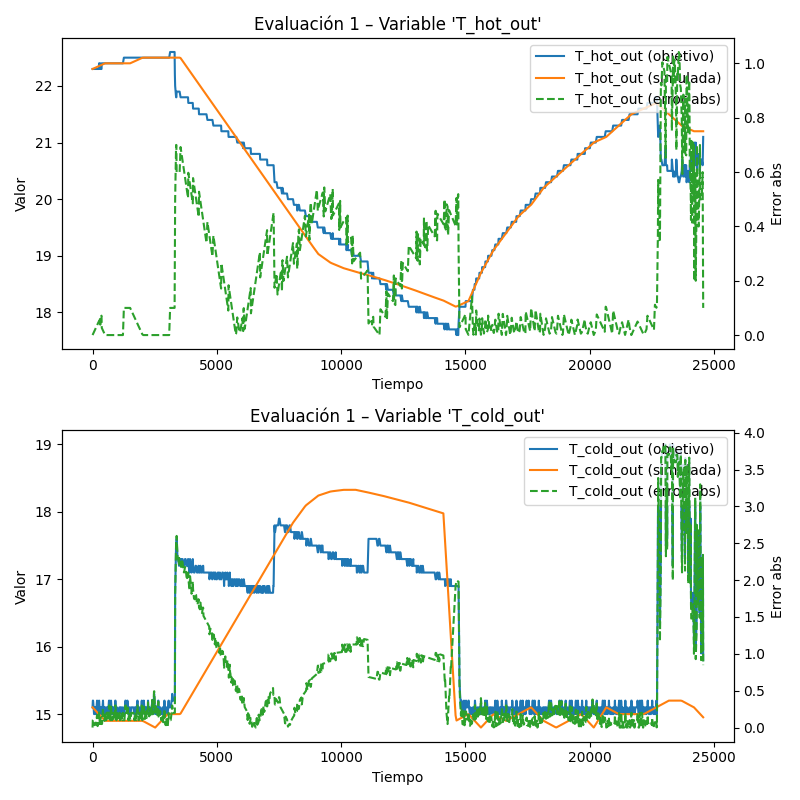 Evaluación 1 – Variable 'T_hot_out'
T_hot_out (objetivo)
T_hot_out (simulada)
T_hot_out (error abs)
Valor
22
21
20
19
18
1.0
0.8
0.6
0.4
0.2
0.0
Error abs
0
5000
10000
15000
20000
25000
Tiempo
Evaluación 1 – Variable 'T_cold_out'
T_cold_out (objetivo)
T_cold_out (simulada)
T_cold_out (error abs)
Valor
19
18
17
16
15
4.0
3.5
3.0
2.5
2.0
1.5
1.0
0.5
0.0
Error abs
0
5000
10000
15000
20000
25000
Tiempo